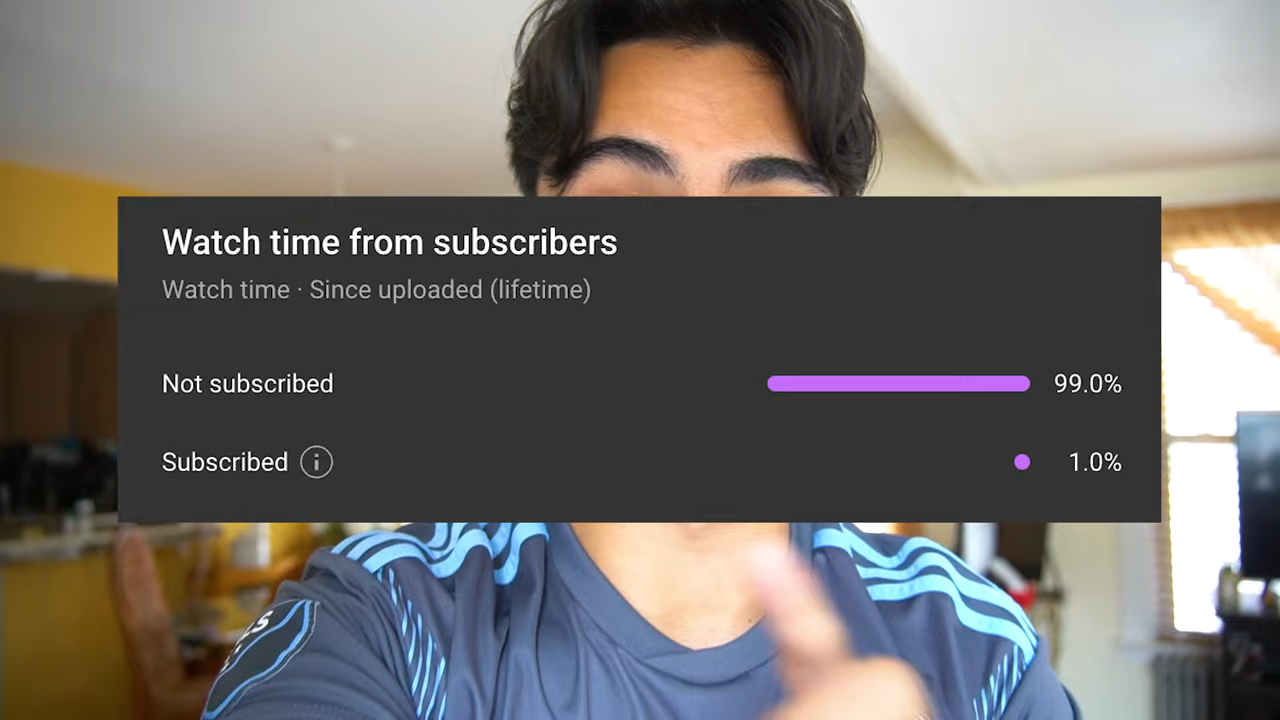 Watch time from subscribers
Watch time · Since uploaded (lifetime)
Not subscribed 99.0%
Subscribed 1.0%